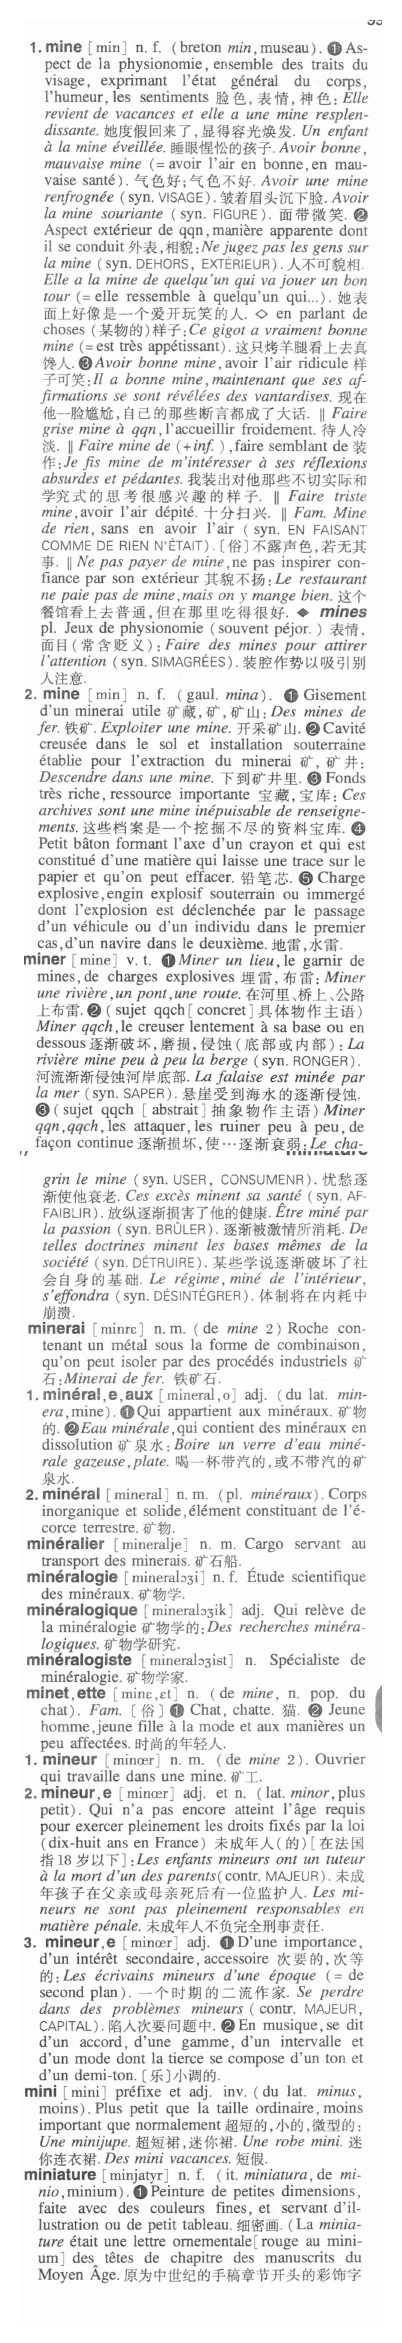 1. mine [min] n. f. (breton min, museau). ❶As-
pect de la physionomie, ensemble des traits du
visage, exprimant l'état général du corps,
l'humeur, les sentiments 脸色, 表情, 神色: Elle
revient de vacances et elle a une mine resplen-
dissante. 她度假回来了, 显得容光焕发. Un enfant
à la mine éveillée. 睡眼惺忪的孩子. Avoir bonne,
mauvaise mine (= avoir l'air en bonne, en mau-
vaise santé). 气色好; 气色不好. Avoir une mine
renfrognée (syn. VISAGE). 皱着眉头沉下脸. Avoir
la mine souriante (syn. FIGURE). 面带微笑. ❷
Aspect extérieur de qqn, manière apparente dont
il se conduit 外表, 相貌: Ne jugez pas les gens sur
la mine (syn. DEHORS, EXTÉRIEUR). 人不可貌相.
Elle a la mine de quelqu'un qui va jouer un bon
tour (= elle ressemble à quelqu'un qui...). 她表
面上好像是一个爱开玩笑的人. ◇ en parlant de
choses (某物的)样子: Ce gigot a vraiment bonne
mine (= est très appétissant). 这只烤羊腿看上去真
馋人. ❸Avoir bonne mine, avoir l'air ridicule 样
子可笑: Il a bonne mine, maintenant que ses af-
firmations se sont révélées des vantardises. 现在
他一脸尴尬, 自己的那些断言都成了大话. ‖ Faire
grise mine à qqn, l'accueillir froidement. 待人冷
淡. ‖ Faire mine de (+inf.), faire semblant de 装
作: Je fis mine de m'intéresser à ses réflexions
absurdes et pédantes. 我装出对他那些不切实际和
学究式的思考很感兴趣的样子. ‖ Faire triste
mine, avoir l'air dépité. 十分扫兴. ‖ Fam. Mine
de rien, sans en avoir l'air (syn. EN FAISANT
COMME DE RIEN N'ÉTAIT). [俗]不露声色, 若无其
事. ‖ Ne pas payer de mine, ne pas inspirer con-
fiance par son extérieur 其貌不扬: Le restaurant
ne paie pas de mine, mais on y mange bien. 这个
餐馆看上去普通, 但在那里吃得很好. ◆ mines
pl. Jeux de physionomie (souvent péjor.) 表情,
面目(常含贬义): Faire des mines pour attirer
l'attention (syn. SIMAGRÉES). 装腔作势以吸引别
人注意.
2. mine [min] n. f. (gaul. mina). ❶ Gisement
d'un minerai utile 矿藏, 矿, 矿山: Des mines de
fer. 铁矿. Exploiter une mine. 开采矿山. ❷Cavité
creusée dans le sol et installation souterraine
établie pour l'extraction du minerai 矿, 矿井:
Descendre dans une mine. 下到矿井里. ❸ Fonds
très riche, ressource importante 宝藏, 宝库: Ces
archives sont une mine inépuisable de renseigne-
ments. 这些档案是一个挖掘不尽的资料宝库. ❹
Petit bâton formant l'axe d'un crayon et qui est
constitué d'une matière qui laisse une trace sur le
papier et qu'on peut effacer. 铅笔芯. ❺ Charge
explosive, engin explosif souterrain ou immergé
dont l'explosion est déclenchée par le passage
d'un véhicule ou d'un individu dans le premier
cas, d'un navire dans le deuxième. 地雷, 水雷.
miner [mine] v. t. ❶Miner un lieu, le garnir de
mines, de charges explosives 埋雷, 布雷: Miner
une rivière, un pont, une route. 在河里、桥上、公路
上布雷. ❷ (sujet qqch [concret] 具体物作主语)
Miner qqch, le creuser lentement à sa base ou en
dessous 逐渐破坏, 磨损, 侵蚀(底部或内部): La
rivière mine peu à peu la berge (syn. RONGER).
河流渐渐侵蚀河岸底部. La falaise est minée par
la mer (syn. SAPER). 悬崖受到海水的逐渐侵蚀.
❸ (sujet qqch [abstrait] 抽象物作主语) Miner
qqn, qqch, les attaquer, les ruiner peu à peu, de
façon continue 逐渐损坏, 使…逐渐衰弱: Le cha-
grin le mine (syn. USER, CONSUMENR). 忧愁逐
渐使他衰老. Ces excès minent sa santé (syn. AF-
FAIBLIR). 放纵逐渐损害了他的健康. Être miné par
la passion (syn. BRÛLER). 逐渐被激情所消耗. De
telles doctrines minent les bases mêmes de la
société (syn. DÉTRUIRE). 某些学说逐渐破坏了社
会自身的基础. Le régime, miné de l'intérieur,
s'effondra (syn. DÉSINTÉGRER). 体制将在内耗中
崩溃.
minerai [minrɛ] n. m. (de mine 2) Roche con-
tenant un métal sous la forme de combinaison,
qu'on peut isoler par des procédés industriels 矿
石: Minerai de fer. 铁矿石.
1. minéral, e, aux [mineral, o] adj. (du lat. min-
era, mine). ❶Qui appartient aux minéraux. 矿物
的. ❷Eau minérale, qui contient des minéraux en
dissolution 矿泉水: Boire un verre d'eau miné-
rale gazeuse, plate. 喝一杯带汽的, 或不带汽的矿
泉水.
2. minéral [mineral] n. m. (pl. minéraux). Corps
inorganique et solide, élément constituant de l'é-
corce terrestre. 矿物.
minéralier [mineralje] n. m. Cargo servant au
transport des minerais. 矿石船.
minéralogie [mineralɔʒi] n. f. Étude scientifique
des minéraux. 矿物学.
minéralogique [mineralɔʒik] adj. Qui relève de
la minéralogie 矿物学的: Des recherches minéra-
logiques. 矿物学研究.
minéralogiste [mineralɔʒist] n. Spécialiste de
minéralogie. 矿物学家.
minet, ette [minɛ, ɛt] n. (de mine, n. pop. du
chat). Fam. [俗] ❶ Chat, chatte. 猫. ❷ Jeune
homme, jeune fille à la mode et aux manières un
peu affectées. 时尚的年轻人.
1. mineur [minœr] n. m. (de mine 2). Ouvrier
qui travaille dans une mine. 矿工.
2. mineur, e [minœr] adj. et n. (lat. minor, plus
petit). Qui n'a pas encore atteint l'âge requis
pour exercer pleinement les droits fixés par la loi
(dix-huit ans en France) 未成年人(的)[在法国
指 18 岁以下]: Les enfants mineurs ont un tuteur
à la mort d'un des parents (contr. MAJEUR). 未成
年孩子在父亲或母亲死后有一位监护人. Les mi-
neurs ne sont pas pleinement responsables en
matière pénale. 未成年人不负完全刑事责任.
3. mineur, e [minœr] adj. ❶D'une importance,
d'un intérêt secondaire, accessoire 次要的, 次等
的: Les écrivains mineurs d'une époque (= de
second plan). 一个时期的二流作家. Se perdre
dans des problèmes mineurs (contr. MAJEUR,
CAPITAL). 陷入次要问题中. ❷En musique, se dit
d'un accord, d'une gamme, d'un intervalle et
d'un mode dont la tierce se compose d'un ton et
d'un demi-ton. [乐]小调的.
mini [mini] préfixe et adj. inv. (du lat. minus,
moins). Plus petit que la taille ordinaire, moins
important que normalement 超短的, 小的, 微型的:
Une minijupe. 超短裙, 迷你裙. Une robe mini. 迷
你连衣裙. Des mini vacances. 短假.
miniature [minjatyr] n. f. (it. miniatura, de mi-
nio, minium). ❶Peinture de petites dimensions,
faite avec des couleurs fines, et servant d'il-
lustration ou de petit tableau. 细密画. (La minia-
ture était une lettre ornementale [rouge au mini-
um] des têtes de chapitre des manuscrits du
Moyen Âge. 原为中世纪的手稿章节开头的彩饰字